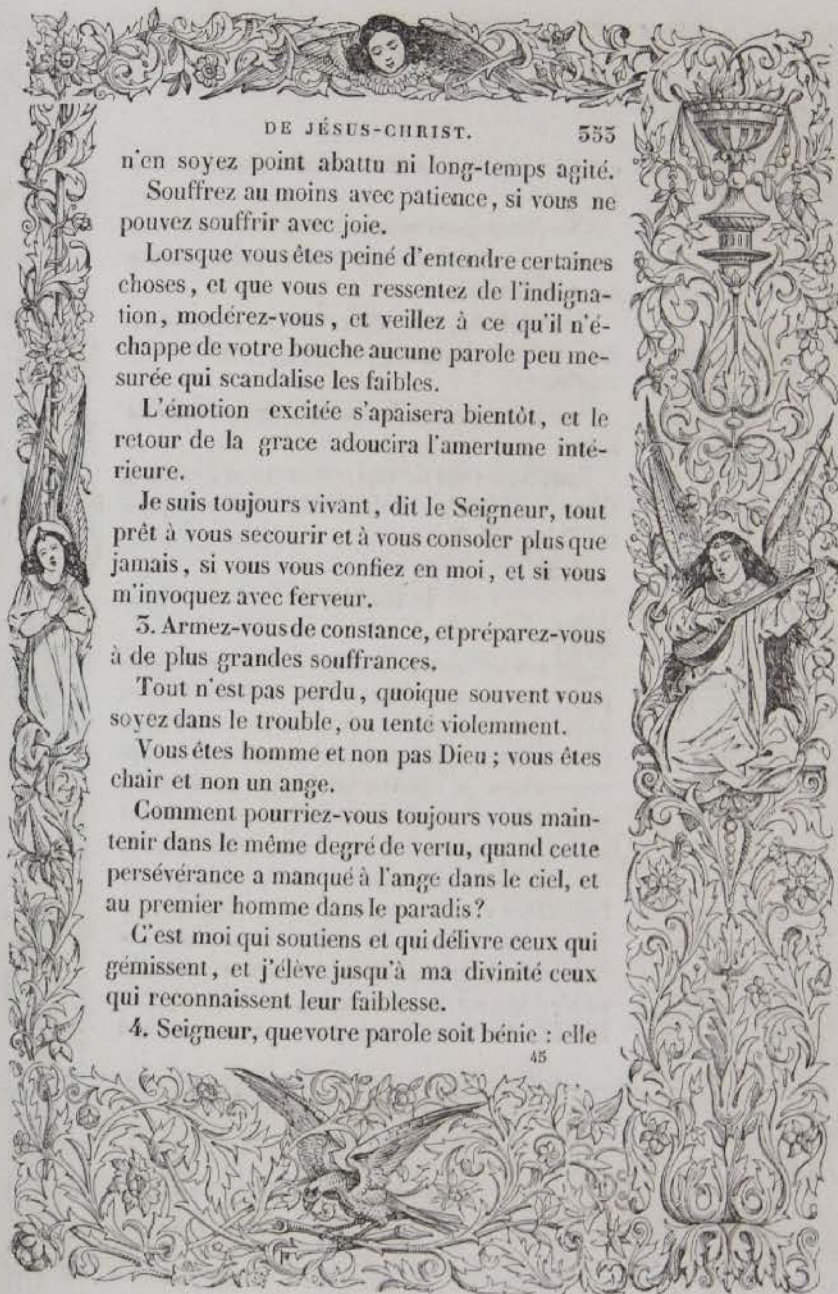 DE JÉSUS-CHRIST. 353
n'en soyez point abattu ni long-temps agité.
Souffrez au moins avec patience, si vous ne
pouvez souffrir avec joie.
Lorsque vous êtes peiné d'entendre certaines
choses, et que vous en ressentez de l'indigna-
tion, modérez-vous, et veillez à ce qu'il n'é-
chappe de votre bouche aucune parole peu me-
surée qui scandalise les faibles.
L'émotion excitée s'apaisera bientôt, et le
retour de la grace adoucira l'amertume inté-
rieure.
Je suis toujours vivant, dit le Seigneur, tout
prêt à vous secourir et à vous consoler plus que
jamais, si vous vous confiez en moi, et si vous
m'invoquez avec ferveur.
3. Armez-vous de constance, et préparez-vous
à de plus grandes souffrances.
Tout n'est pas perdu, quoique souvent vous
soyez dans le trouble, ou tenté violemment.
Vous êtes homme et non pas Dieu ; vous êtes
chair et non un ange.
Comment pourriez-vous toujours vous main-
tenir dans le même degré de vertu, quand cette
persévérance a manqué à l'ange dans le ciel, et
au premier homme dans le paradis?
C'est moi qui soutiens et qui délivre ceux qui
gémissent, et j'élève jusqu'à ma divinité ceux
qui reconnaissent leur faiblesse.
4. Seigneur, que votre parole soit bénie : elle
45